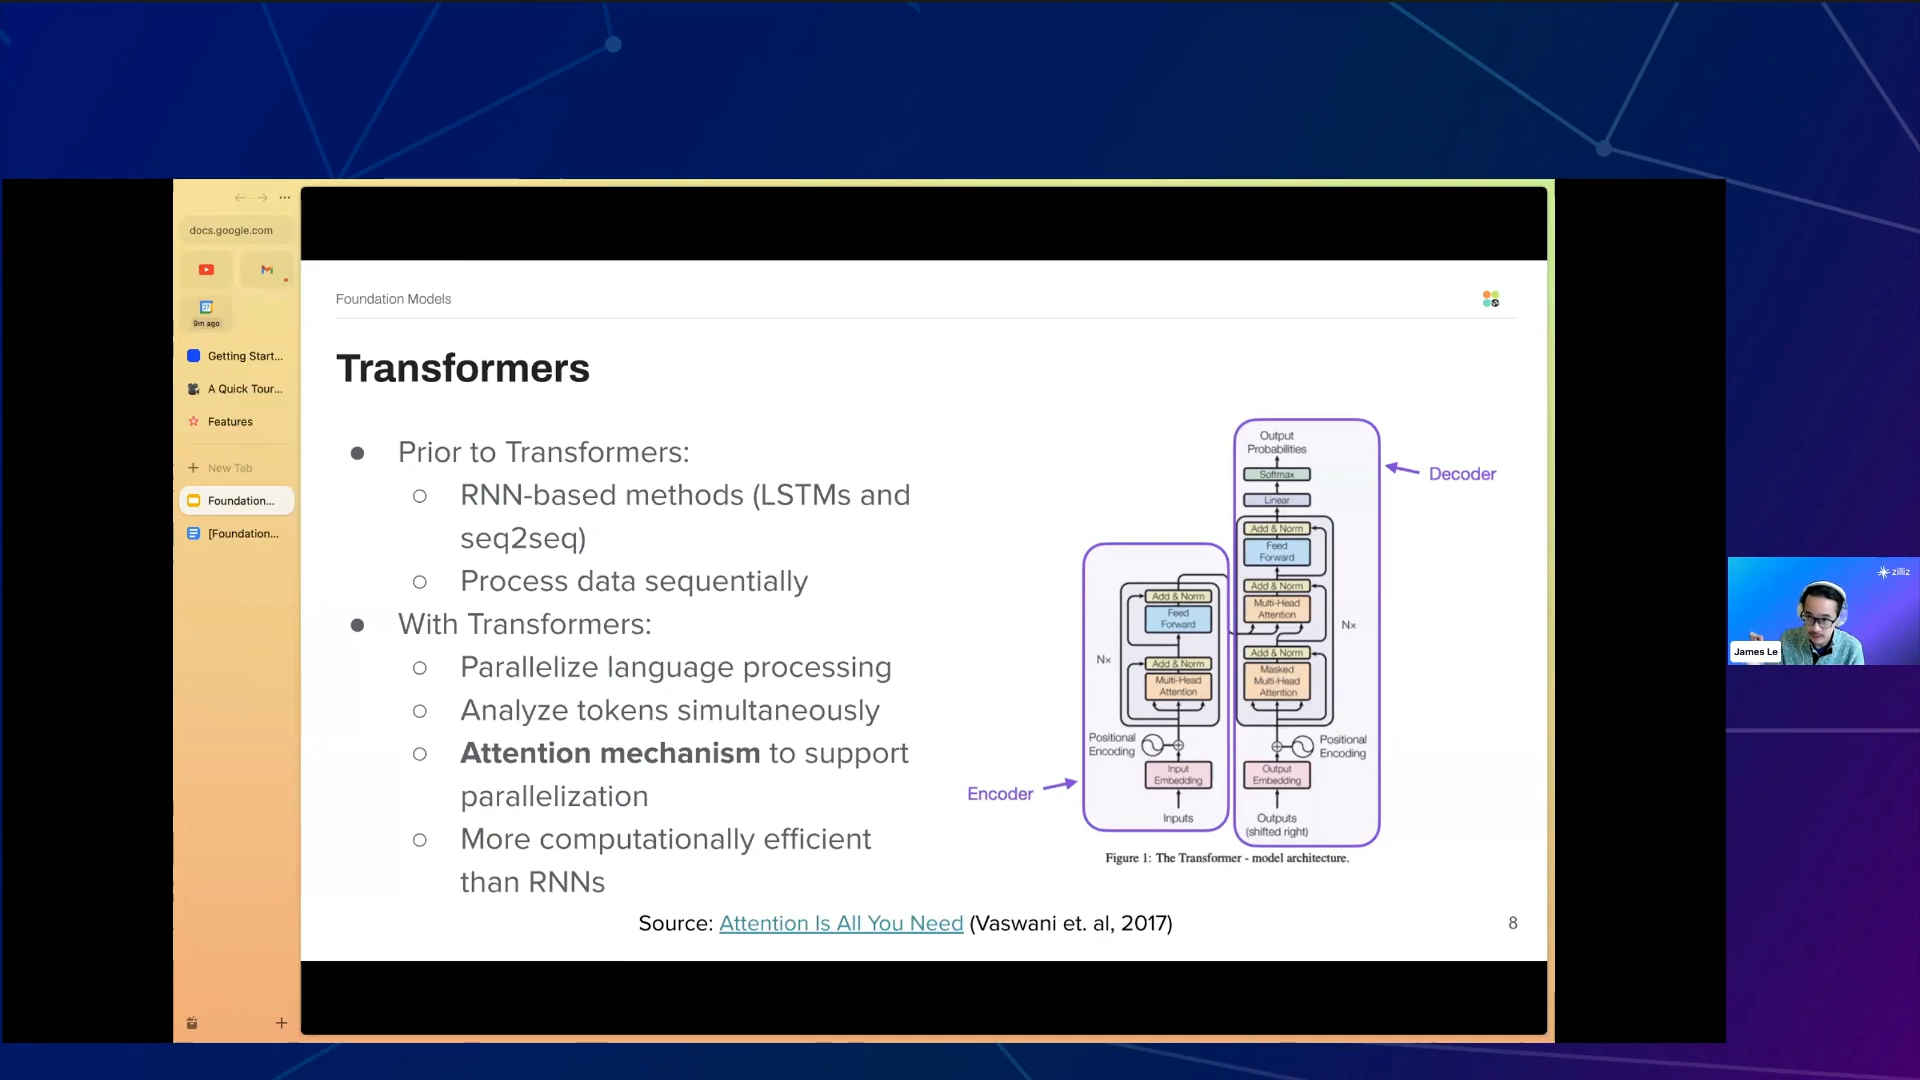 docs.google.com
9m ago
Getting Start...
A Quick Tour...
Features
New Tab
Foundation...
[Foundation...
Foundation Models
Transformers
Prior to Transformers:
RNN-based methods (LSTMs and
seq2seq)
Process data sequentially
With Transformers:
Parallelize language processing
Analyze tokens simultaneously
Attention mechanism to support
parallelization
More computationally efficient
than RNNs
Output
Probabilities
Softmax
Linear
Add & Norm
Feed
Forward
Add & Norm
Multi-Head
Attention
Add & Norm
Masked
Multi-Head
Attention
Nx
Positional
Encoding
Output
Embedding
Outputs
(shifted right)
Decoder
Add & Norm
Feed
Forward
Add & Norm
Multi-Head
Attention
Nx
Positional
Encoding
Input
Embedding
Inputs
Encoder
Figure 1: The Transformer - model architecture.
Source: Attention Is All You Need (Vaswani et. al, 2017)
8
zilliz
James Le